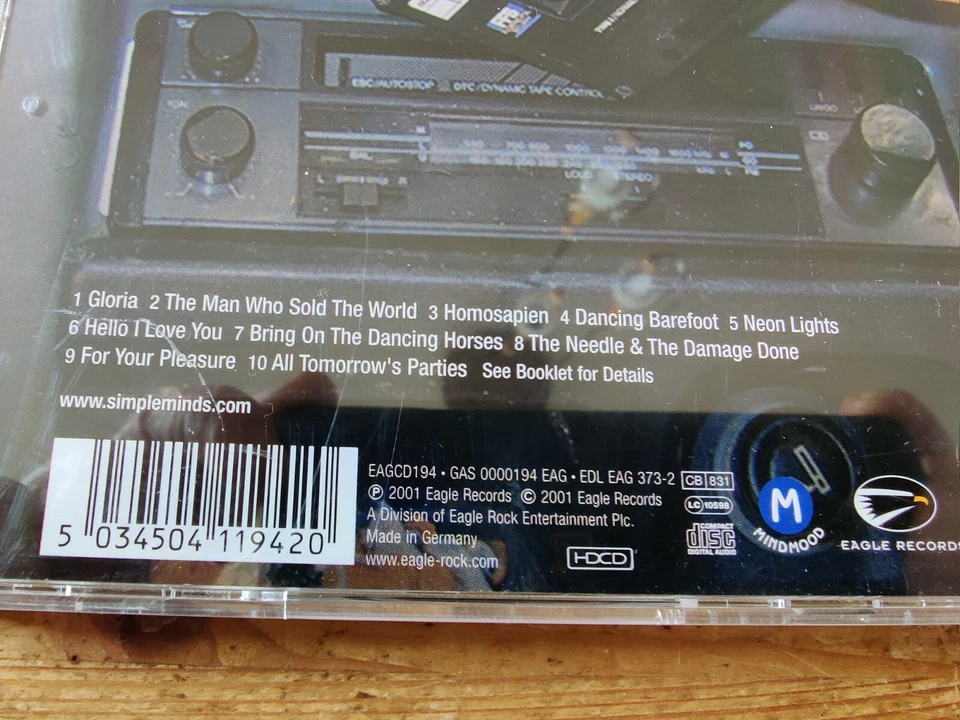 EBC/AUTOSTOP DTC/DYNAMIC TAPE CONTROL
UNDO
L R
LOUD STEREO
1 Gloria 2 The Man Who Sold The World 3 Homosapien 4 Dancing Barefoot 5 Neon Lights
6 Hello I Love You 7 Bring On The Dancing Horses 8 The Needle & The Damage Done
9 For Your Pleasure 10 All Tomorrow's Parties See Booklet for Details
www.simpleminds.com
EAGCD194 • GAS 0000194 EAG • EDL EAG 373-2 CB 831
℗ 2001 Eagle Records © 2001 Eagle Records LC 10598
A Division of Eagle Rock Entertainment Plc.
Made in Germany
www.eagle-rock.com
HDCD
COMPACT
disc
DIGITAL AUDIO
M
MINDMOOD
EAGLE RECORDS
5 034504 119420